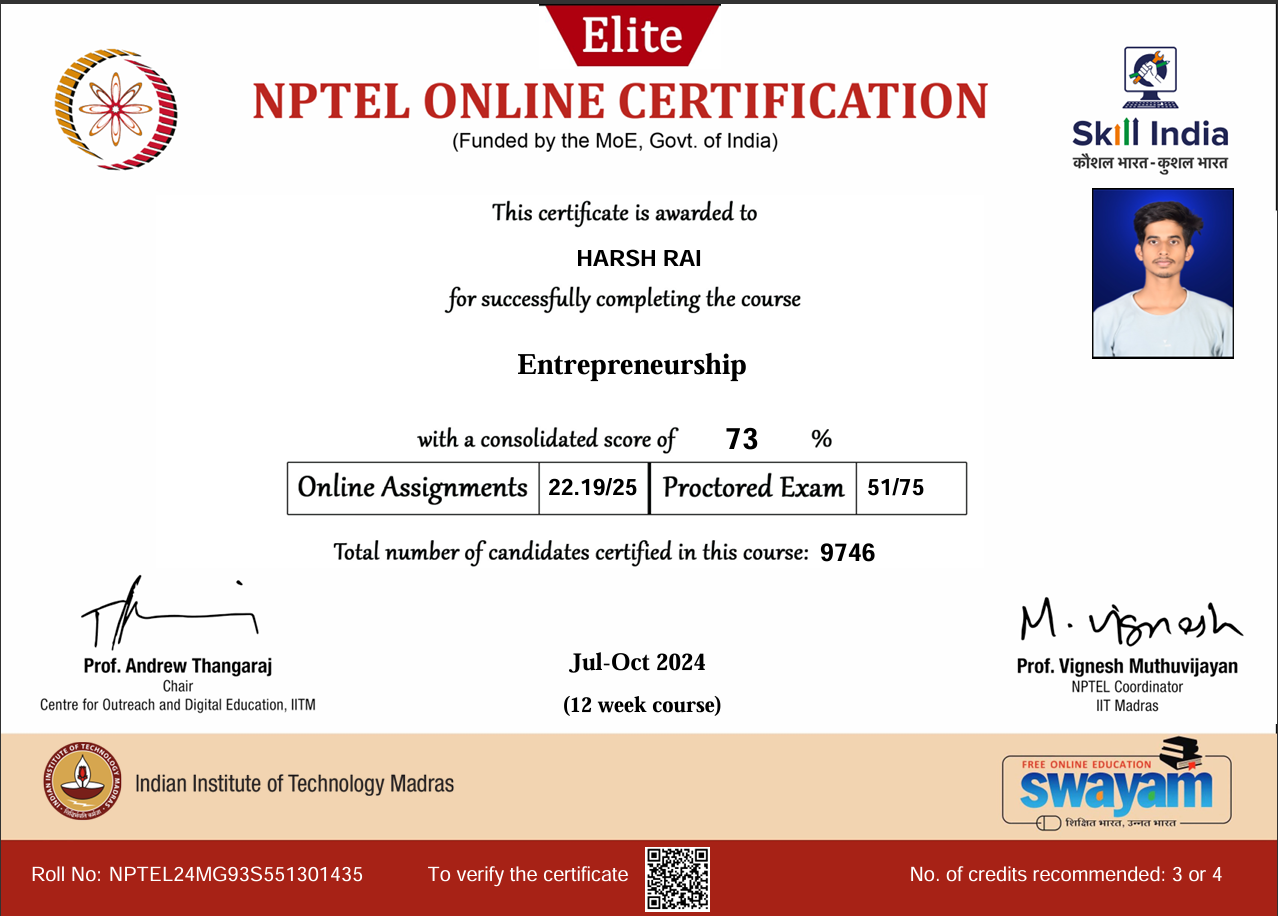 Elite
NPTEL ONLINE CERTIFICATION
(Funded by the MoE, Govt. of India)
Skill India
कौशल भारत - कुशल भारत
This certificate is awarded to
HARSH RAI
for successfully completing the course
Entrepreneurship
with a consolidated score of 73 %
Online Assignments 22.19/25 Proctored Exam 51/75
Total number of candidates certified in this course: 9746
M. Vignesh
Prof. Andrew Thangaraj
Chair
Centre for Outreach and Digital Education, IITM
Jul-Oct 2024
(12 week course)
Prof. Vignesh Muthuvijayan
NPTEL Coordinator
IIT Madras
INDIAN INSTITUTE OF TECHNOLOGY MADRAS
Indian Institute of Technology Madras
FREE ONLINE EDUCATION
swayam
शिक्षित भारत, उन्नत भारत
Roll No: NPTEL24MG93S551301435
To verify the certificate
No. of credits recommended: 3 or 4